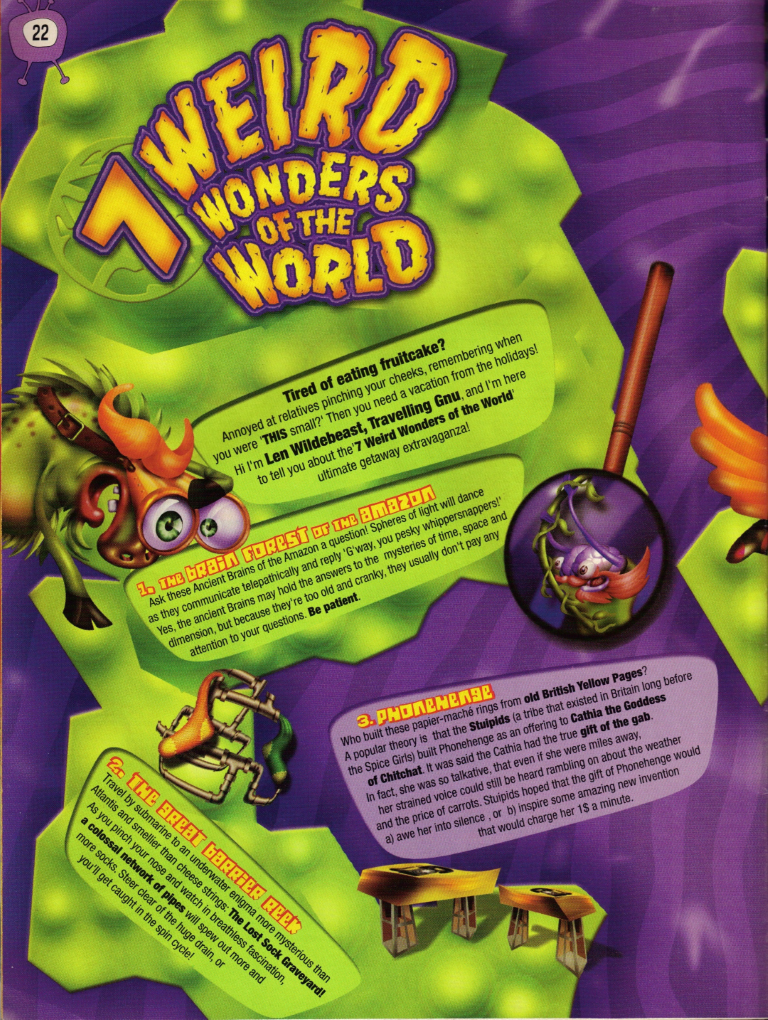 22
7 WEIRD
WONDERS
OF THE
WORLD
Tired of eating fruitcake?
Annoyed at relatives pinching your cheeks, remembering when
you were 'THIS small?' Then you need a vacation from the holidays!
Hi I'm Len Wildebeast, Travelling Gnu, and I'm here
to tell you about the '7 Weird Wonders of the World'
ultimate getaway extravaganza!
1. THE BRAIN FOREST OF THE AMAZON
Ask these Ancient Brains of the Amazon a question! Spheres of light will dance
as they communicate telepathically and reply 'G'way, you pesky whippersnappers!'
Yes, the ancient Brains may hold the answers to the mysteries of time, space and
dimension, but because they're too old and cranky, they usually don't pay any
attention to your questions. Be patient.
2. THE GREAT BARRIER REEK
Travel by submarine to an underwater enigma more mysterious than
Atlantis and smellier than cheese strings: The Lost Sock Graveyard!
As you pinch your nose and watch in breathless fascination,
a colossal network of pipes will spew out more and
more socks. Steer clear of the huge drain, or
you'll get caught in the spin cycle!
3. PHONEHENGE
Who built these papier-maché rings from old British Yellow Pages?
A popular theory is that the Stuipids (a tribe that existed in Britain long before
the Spice Girls) built Phonehenge as an offering to Cathia the Goddess
of Chitchat. It was said the Cathia had the true gift of the gab.
In fact, she was so talkative, that even if she were miles away,
her strained voice could still be heard rambling on about the weather
and the price of carrots. Stuipids hoped that the gift of Phonehenge would
a) awe her into silence , or b) inspire some amazing new invention
that would charge her 1$ a minute.